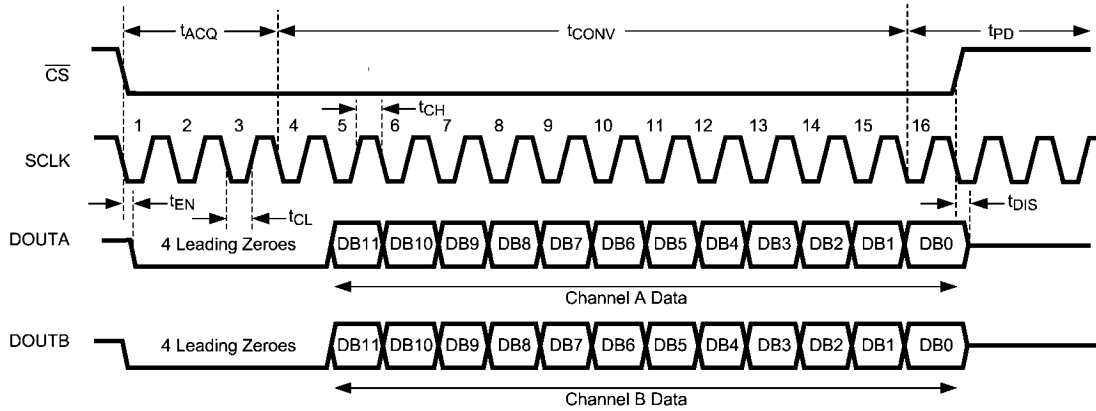 tACQ tCONV tPD
CS
tCH
1 2 3 4 5 6 7 8 9 10 11 12 13 14 15 16
SCLK
tEN tCL tDIS
DOUTA 4 Leading Zeroes DB11 DB10 DB9 DB8 DB7 DB6 DB5 DB4 DB3 DB2 DB1 DB0
Channel A Data
DOUTB 4 Leading Zeroes DB11 DB10 DB9 DB8 DB7 DB6 DB5 DB4 DB3 DB2 DB1 DB0
Channel B Data